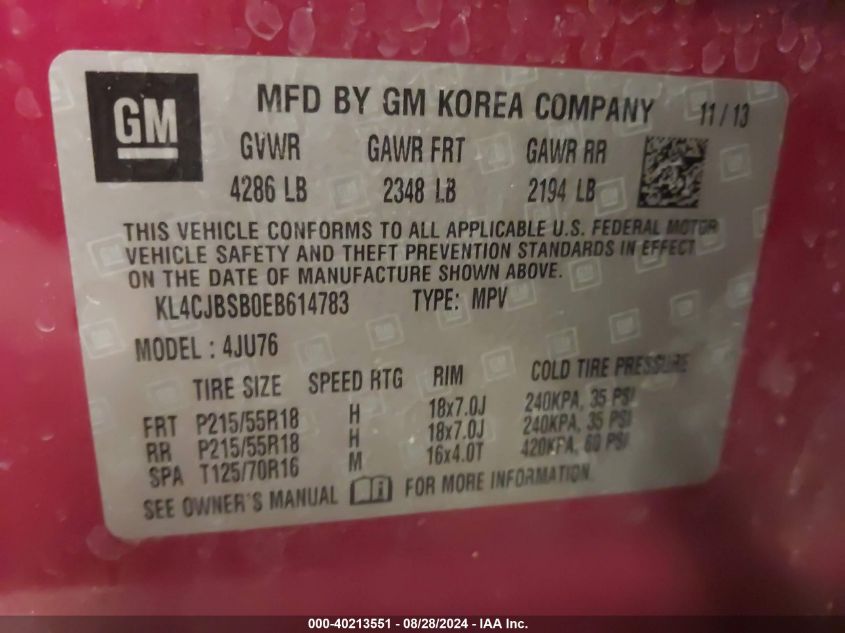 GM
MFD BY GM KOREA COMPANY 11/13
GVWR GAWR FRT GAWR RR
4286 LB 2348 LB 2194 LB
THIS VEHICLE CONFORMS TO ALL APPLICABLE U.S. FEDERAL MOTOR
VEHICLE SAFETY AND THEFT PREVENTION STANDARDS IN EFFECT
ON THE DATE OF MANUFACTURE SHOWN ABOVE.
KL4CJBSB0EB614783 TYPE: MPV
MODEL : 4JU76
TIRE SIZE SPEED RTG RIM COLD TIRE PRESSURE
FRT P215/55R18 H 18x7.0J 240KPA, 35 PSI
RR P215/55R18 H 18x7.0J 240KPA, 35 PSI
SPA T125/70R16 M 16x4.0T 420KPA, 60 PSI
SEE OWNER'S MANUAL FOR MORE INFORMATION.
000-40213551 - 08/28/2024 - IAA Inc.